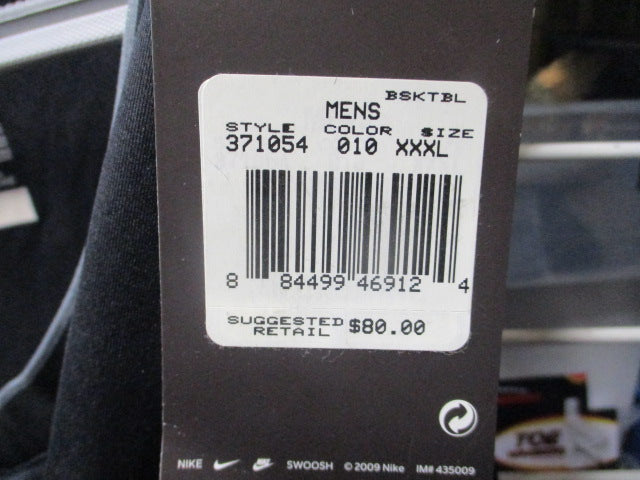 BSKTBL
MENS
STYLE COLOR SIZE
371054 010 XXXL
8 84499 46912 4
SUGGESTED RETAIL $80.00
NIKE SWOOSH © 2009 Nike IM# 435009